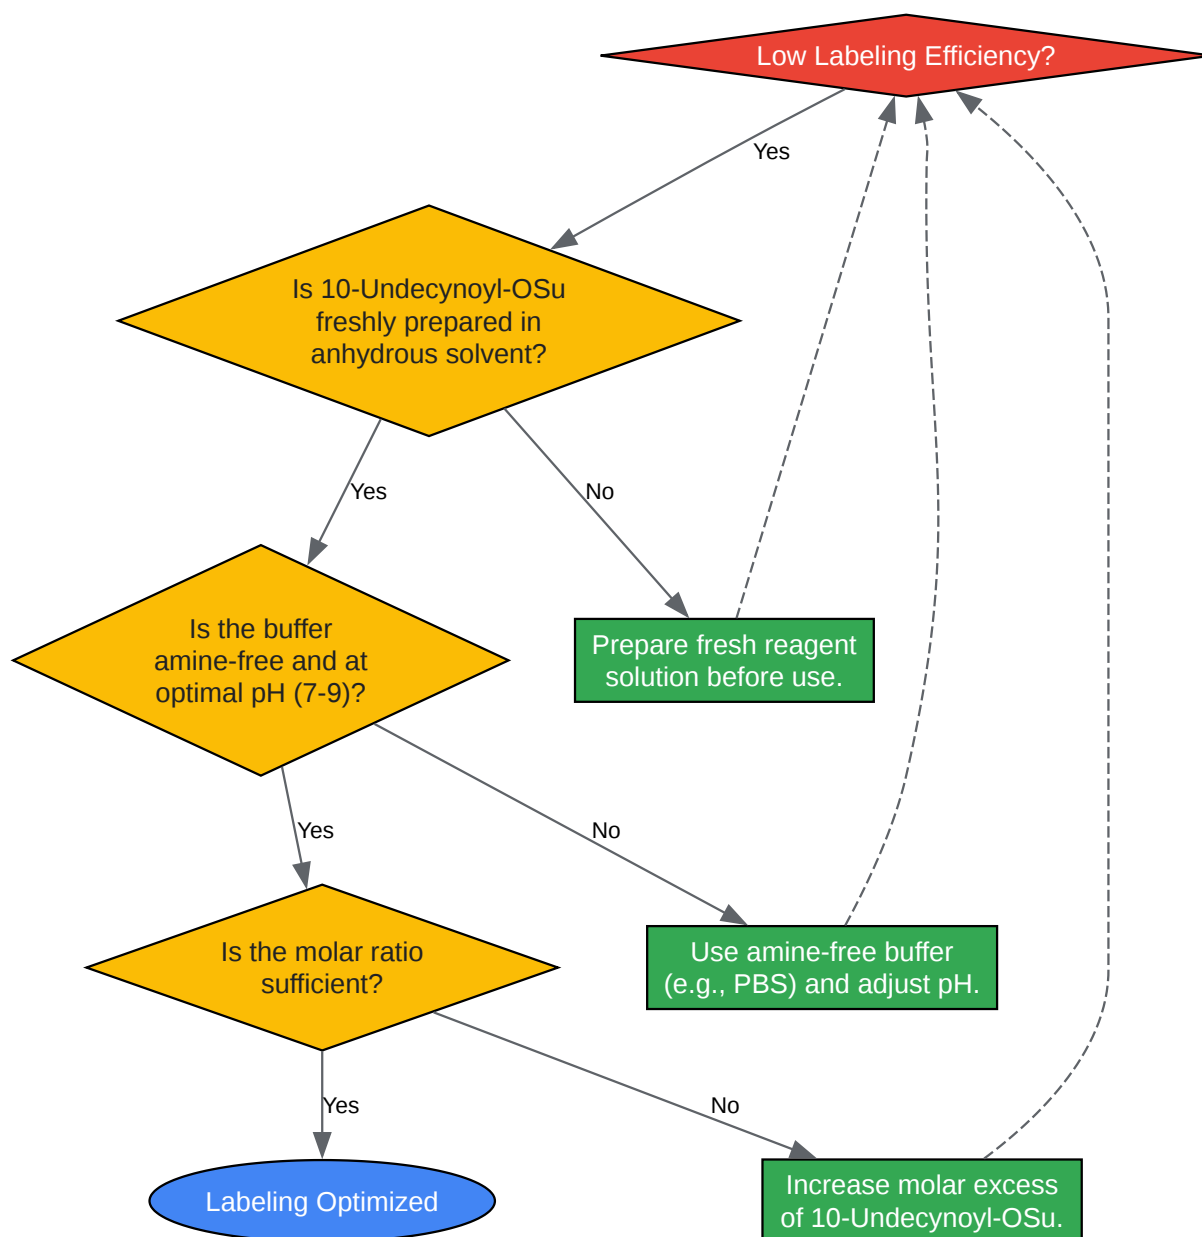 Low Labeling Efficiency?
Yes
Is 10-Undecynoyl-OSu
freshly prepared in
anhydrous solvent?
Yes
No
Is the buffer
amine-free and at
optimal pH (7-9)?
Prepare fresh reagent
solution before use.
Yes
No
Is the molar ratio
sufficient?
Use amine-free buffer
(e.g., PBS) and adjust pH.
Yes
No
Labeling Optimized
Increase molar excess
of 10-Undecynoyl-OSu.